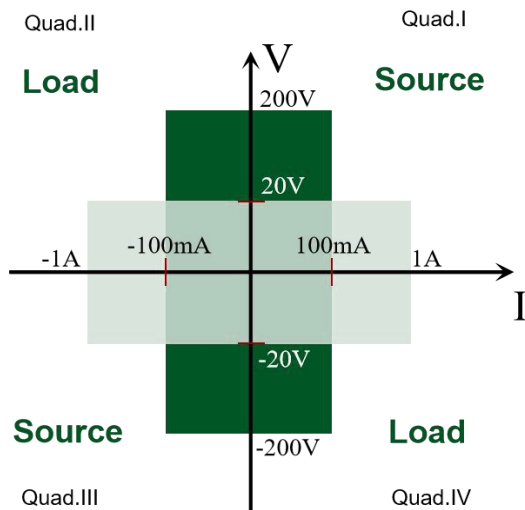 Quad.II
Quad.I
Load
V
Source
200V
20V
-1A
-100mA
100mA
1A
I
-20V
Source
-200V
Load
Quad.III
Quad.IV